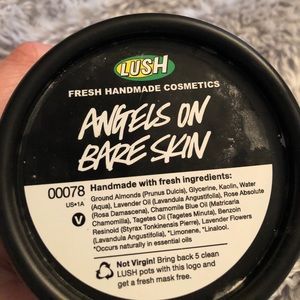 LUSH
FRESH HANDMADE COSMETICS
ANGELS ON
BARE SKIN
00078
US•1A
V
Handmade with fresh ingredients:
Ground Almonds (Prunus Dulcis), Glycerine, Kaolin, Water
(Aqua), Lavender Oil (Lavandula Angustifolia), Rose Absolute
(Rosa Damascena), Chamomile Blue Oil (Matricaria
Chamomilla), Tagetes Oil (Tagetes Minuta), Benzoin
Resinoid (Styrax Tonkinensis Pierre), Lavender Flowers
(Lavandula Angustifolia), *Limonene, *Linalool.
*Occurs naturally in essential oils
Not Virgin! Bring back 5 clean
LUSH pots with this logo and
get a fresh mask free.